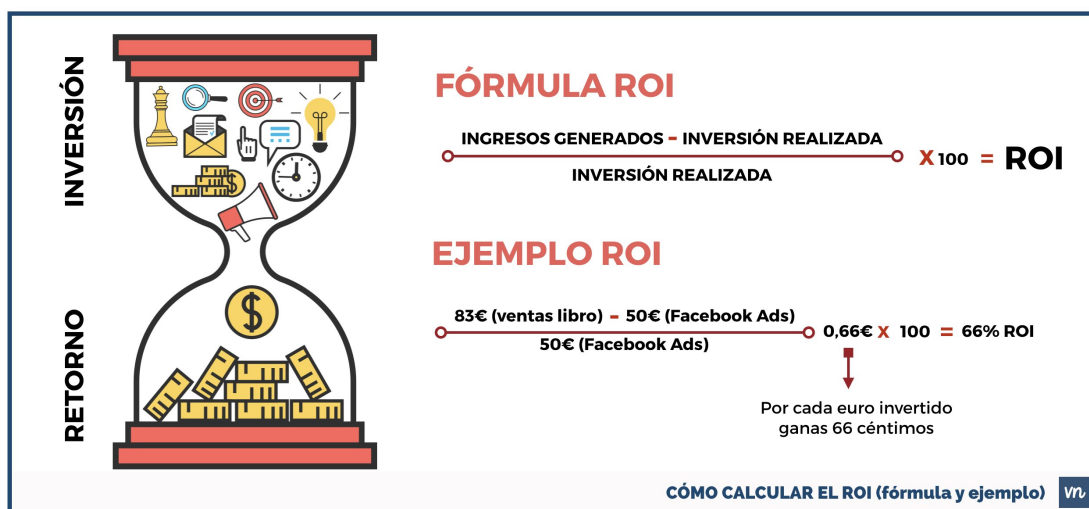 INVERSIÓN
RETORNO
FÓRMULA ROI
INGRESOS GENERADOS - INVERSIÓN REALIZADA
INVERSIÓN REALIZADA
X 100 = ROI
EJEMPLO ROI
83€ (ventas libro) - 50€ (Facebook Ads)
50€ (Facebook Ads)
0,66€ X 100 = 66% ROI
Por cada euro invertido
ganas 66 céntimos
$
CÓMO CALCULAR EL ROI (fórmula y ejemplo)
vn